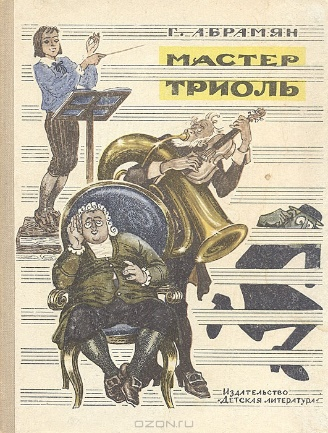 Г. АБРАМЯН
МАСТЕР
ТРИОЛЬ
ИЗДАТЕЛЬСТВО
«ДЕТСКАЯ ЛИТЕРАТУРА»
OZON.RU